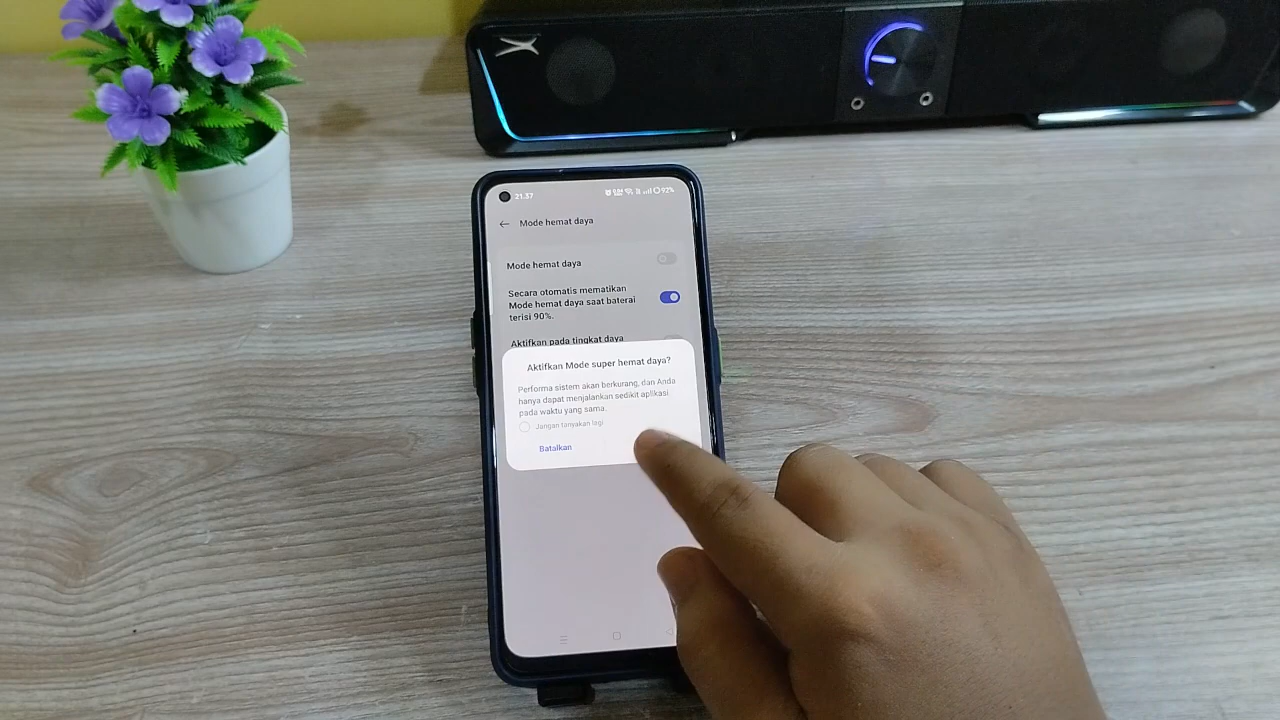 21.37
92%
Mode hemat daya
Mode hemat daya
Secara otomatis mematikan
Mode hemat daya saat baterai
terisi 90%.
Aktifkan pada tingkat daya
Aktifkan Mode super hemat daya?
Performa sistem akan berkurang, dan Anda
hanya dapat menjalankan sedikit aplikasi
pada waktu yang sama.
Jangan tanyakan lagi
Batalkan